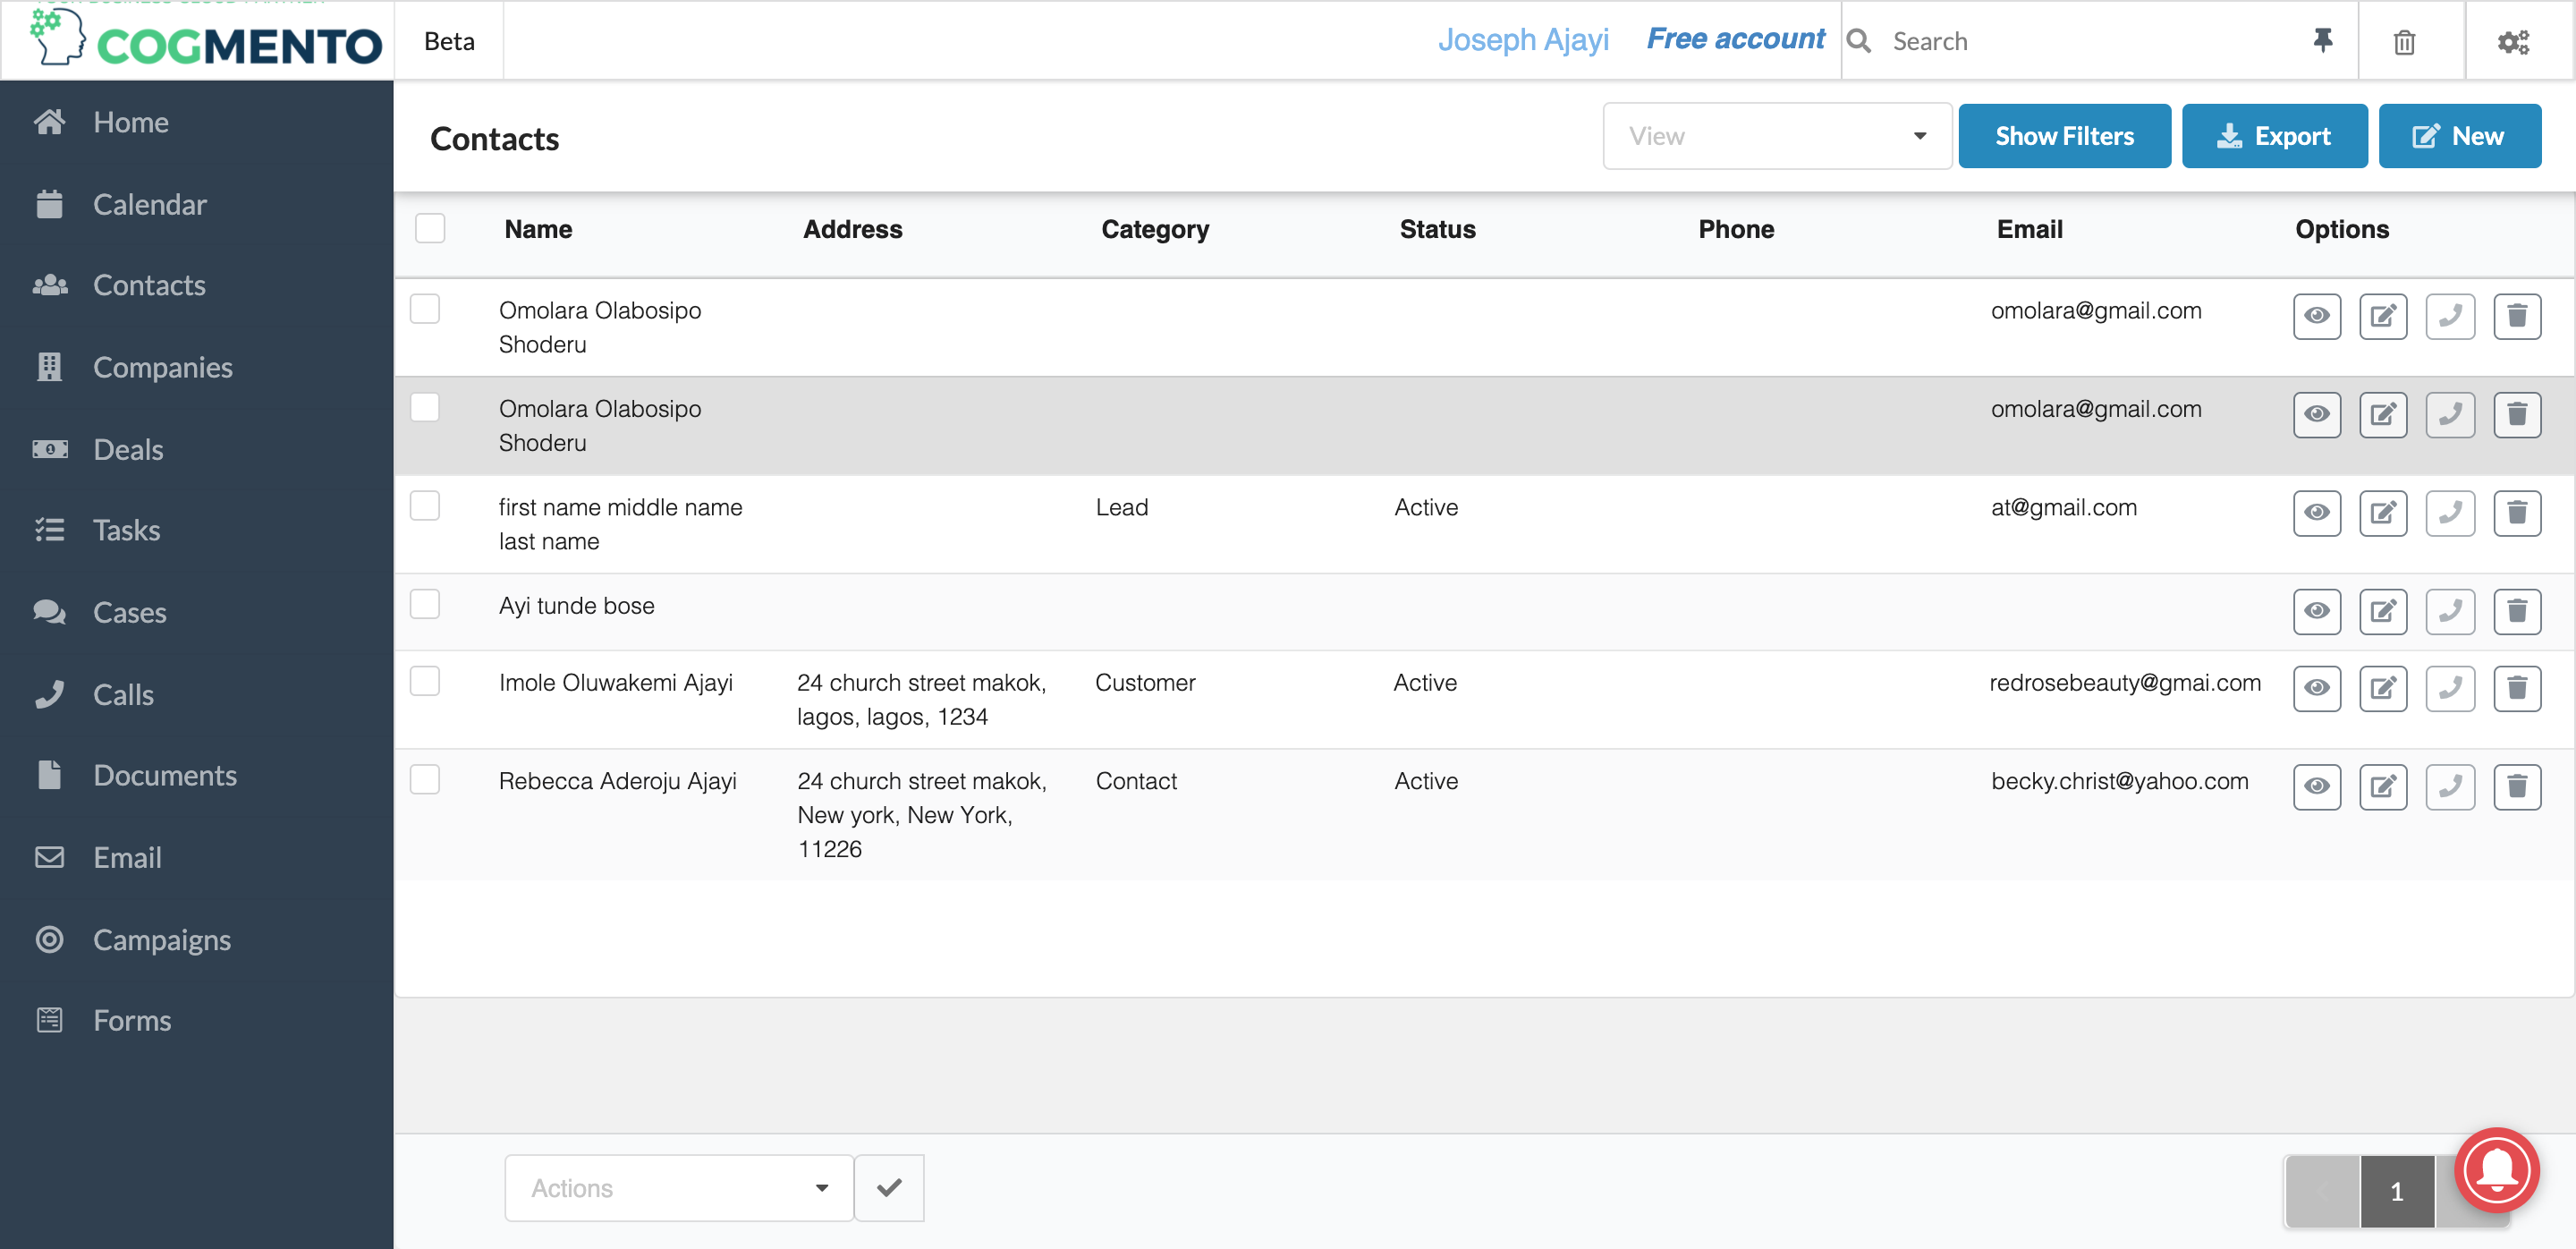 YOUR BUSINESS CLOUD PARTNER
COGMENTO
Beta
Joseph Ajayi
Free account
Search
Home
Calendar
Contacts
Companies
Deals
Tasks
Cases
Calls
Documents
Email
Campaigns
Forms
Contacts
View
Show Filters
Export
New
Name Address Category Status Phone Email Options
Omolara Olabosipo omolara@gmail.com
Shoderu
Omolara Olabosipo omolara@gmail.com
Shoderu
first name middle name Lead Active at@gmail.com
last name
Ayi tunde bose
Imole Oluwakemi Ajayi 24 church street makok, Customer Active redrosebeauty@gmai.com
lagos, lagos, 1234
Rebecca Aderoju Ajayi 24 church street makok, Contact Active becky.christ@yahoo.com
New york, New York,
11226
Actions
1